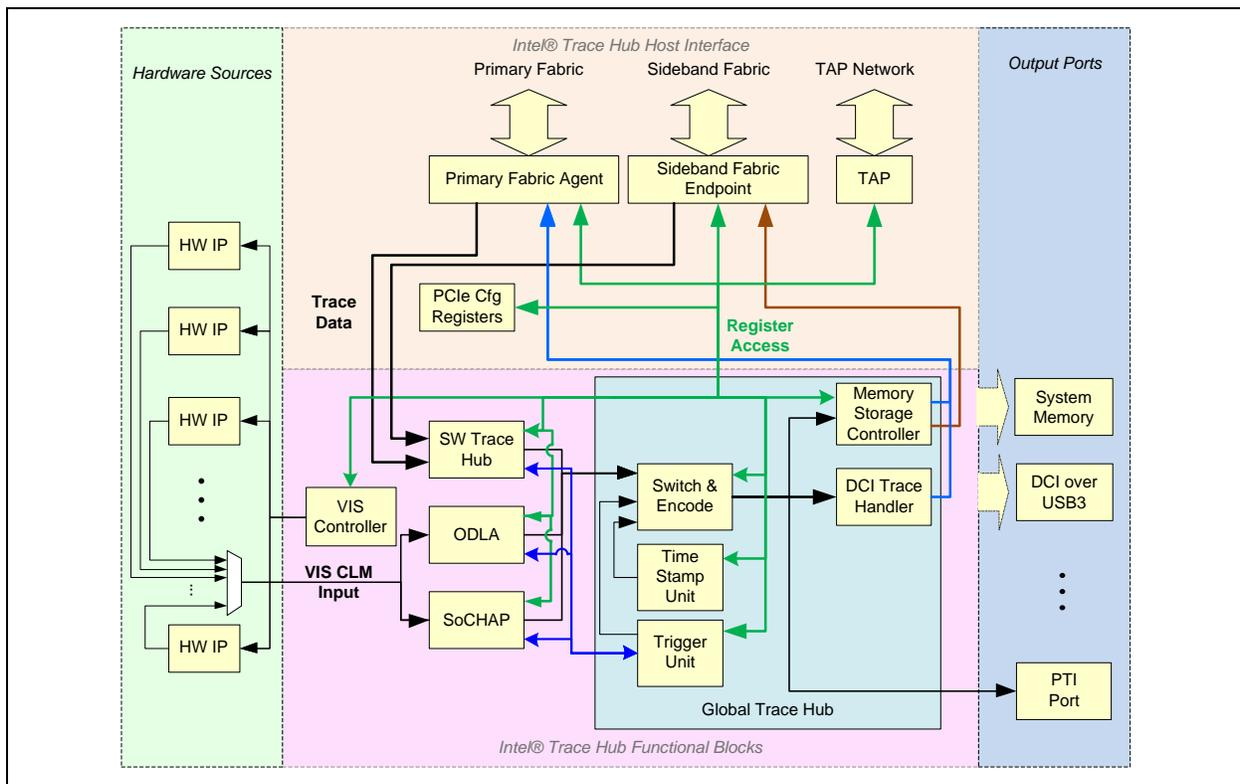 Intel® Trace Hub Host Interface
Hardware Sources
Output Ports
Primary Fabric
Sideband Fabric
TAP Network
Primary Fabric Agent
Sideband Fabric
Endpoint
TAP
HW IP
HW IP
HW IP
HW IP
Trace
Data
PCIe Cfg
Registers
Register
Access
Memory
Storage
Controller
System
Memory
SW Trace
Hub
Switch &
Encode
DCI Trace
Handler
DCI over
USB3
VIS
Controller
ODLA
VIS CLM
Input
Time
Stamp
Unit
SoCHAP
Trigger
Unit
PTI
Port
Global Trace Hub
Intel® Trace Hub Functional Blocks